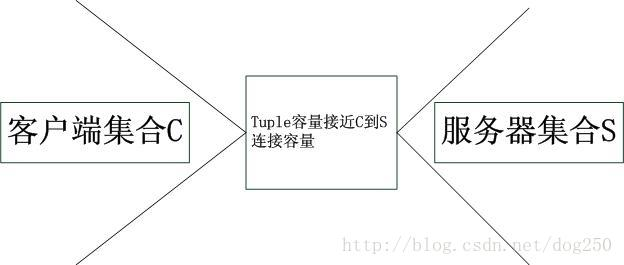 客户端集合C
Tuple容量接近C到S
连接容量
服务器集合S
http://blog.csdn.net/dog250